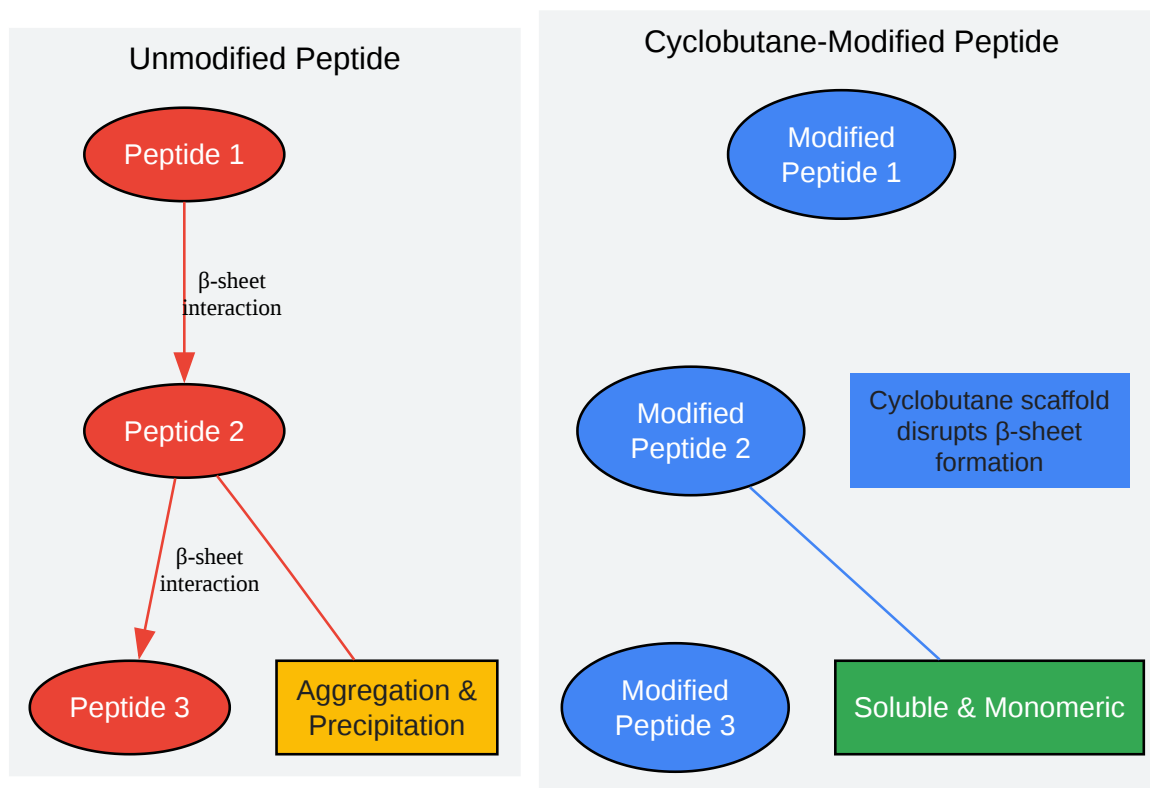 Unmodified Peptide
Peptide 1
β-sheet
interaction
Peptide 2
β-sheet
interaction
Peptide 3
Aggregation &
Precipitation
Cyclobutane-Modified Peptide
Modified
Peptide 1
Modified
Peptide 2
Cyclobutane scaffold
disrupts β-sheet
formation
Modified
Peptide 3
Soluble & Monomeric